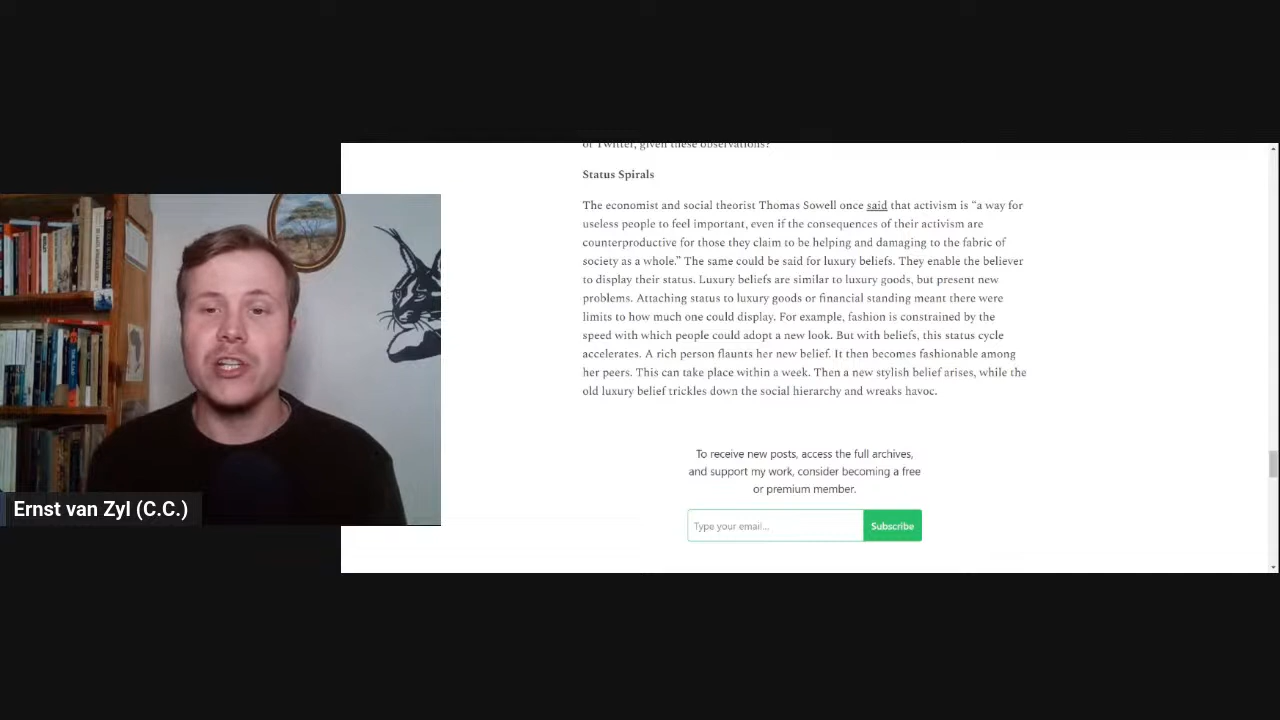 of Twitter, given these observations?
Status Spirals
The economist and social theorist Thomas Sowell once said that activism is “a way for
useless people to feel important, even if the consequences of their activism are
counterproductive for those they claim to be helping and damaging to the fabric of
society as a whole.” The same could be said for luxury beliefs. They enable the believer
to display their status. Luxury beliefs are similar to luxury goods, but present new
problems. Attaching status to luxury goods or financial standing meant there were
limits to how much one could display. For example, fashion is constrained by the
speed with which people could adopt a new look. But with beliefs, this status cycle
accelerates. A rich person flaunts her new belief. It then becomes fashionable among
her peers. This can take place within a week. Then a new stylish belief arises, while the
old luxury belief trickles down the social hierarchy and wreaks havoc.
To receive new posts, access the full archives,
and support my work, consider becoming a free
or premium member.
Type your email...
Subscribe
Ernst van Zyl (C.C.)